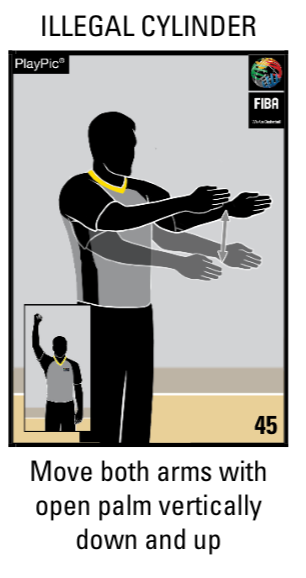 ILLEGAL CYLINDER
PlayPic®
FIBA
45
Move both arms with
open palm vertically
down and up